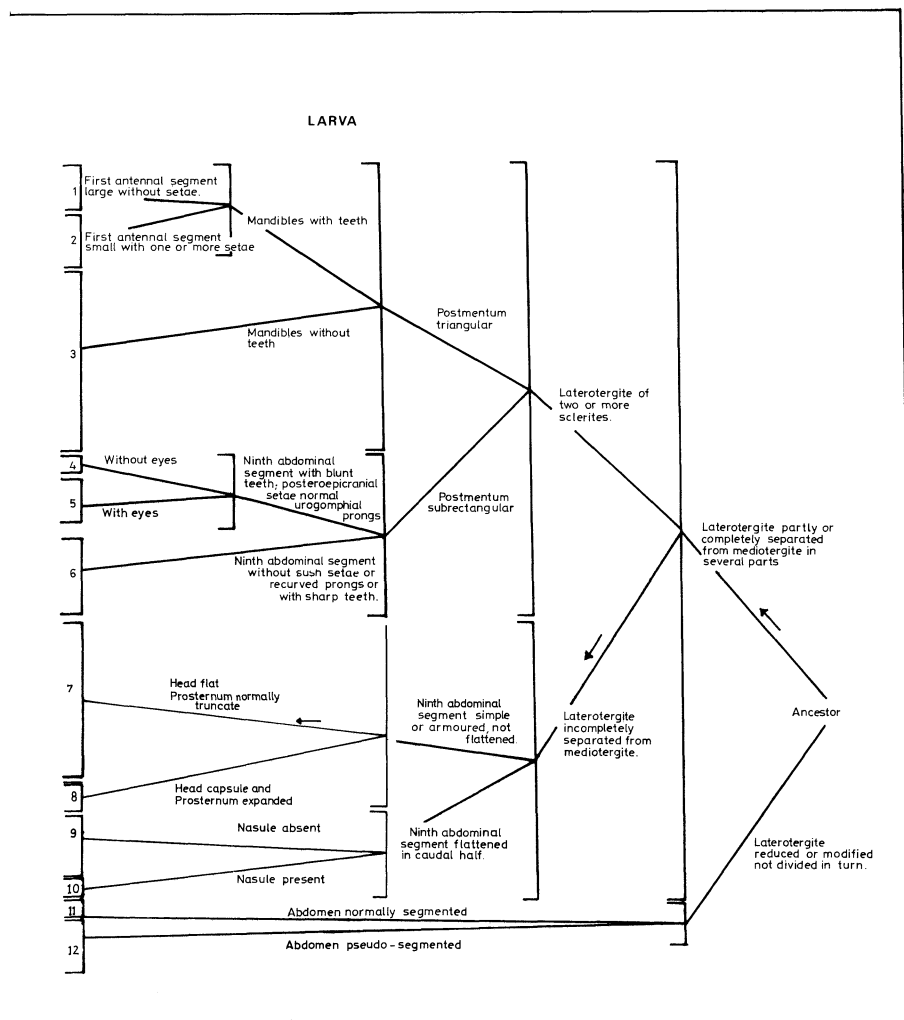 LARVA
1
First antennal segment
large without setae.
2
First antennal segment
small with one or more setae
Mandibles with teeth
3
Mandibles without
teeth
Postmentum
triangular
Laterotergite of
two or more
sclerites.
4
Without eyes
5
With eyes
Ninth abdominal
segment with blunt
teeth; posteroepicranial
setae normal
urogomphial
prongs
Postmentum
subrectangular
6
Ninth abdominal segment
without sush setae or
recurved prongs or
with sharp teeth.
Laterotergite partly or
completely separated
from mediotergite in
several parts
7
Head flat
Prosternum normally
truncate
Ninth abdominal
segment simple
or armoured, not
flattened.
Laterotergite
incompletely
separated from
mediotergite.
Ancestor
8
Head capsule and
Prosternum expanded
9
Nasule absent
Ninth abdominal
segment flattened
in caudal half.
Laterotergite
reduced or modified
not divided in turn.
10
Nasule present
11
Abdomen normally segmented
12
Abdomen pseudo-segmented